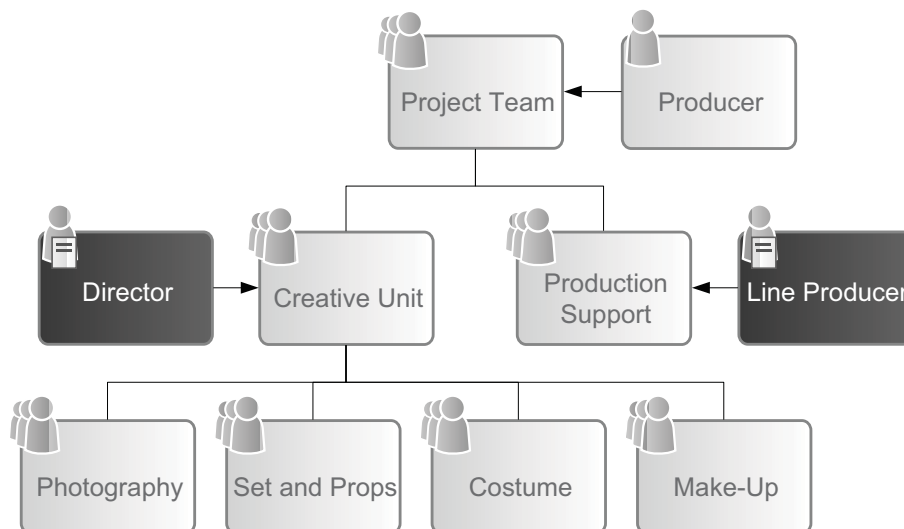 Project Team
Producer
Director
Creative Unit
Production
Support
Line Producer
Photography
Set and Props
Costume
Make-Up